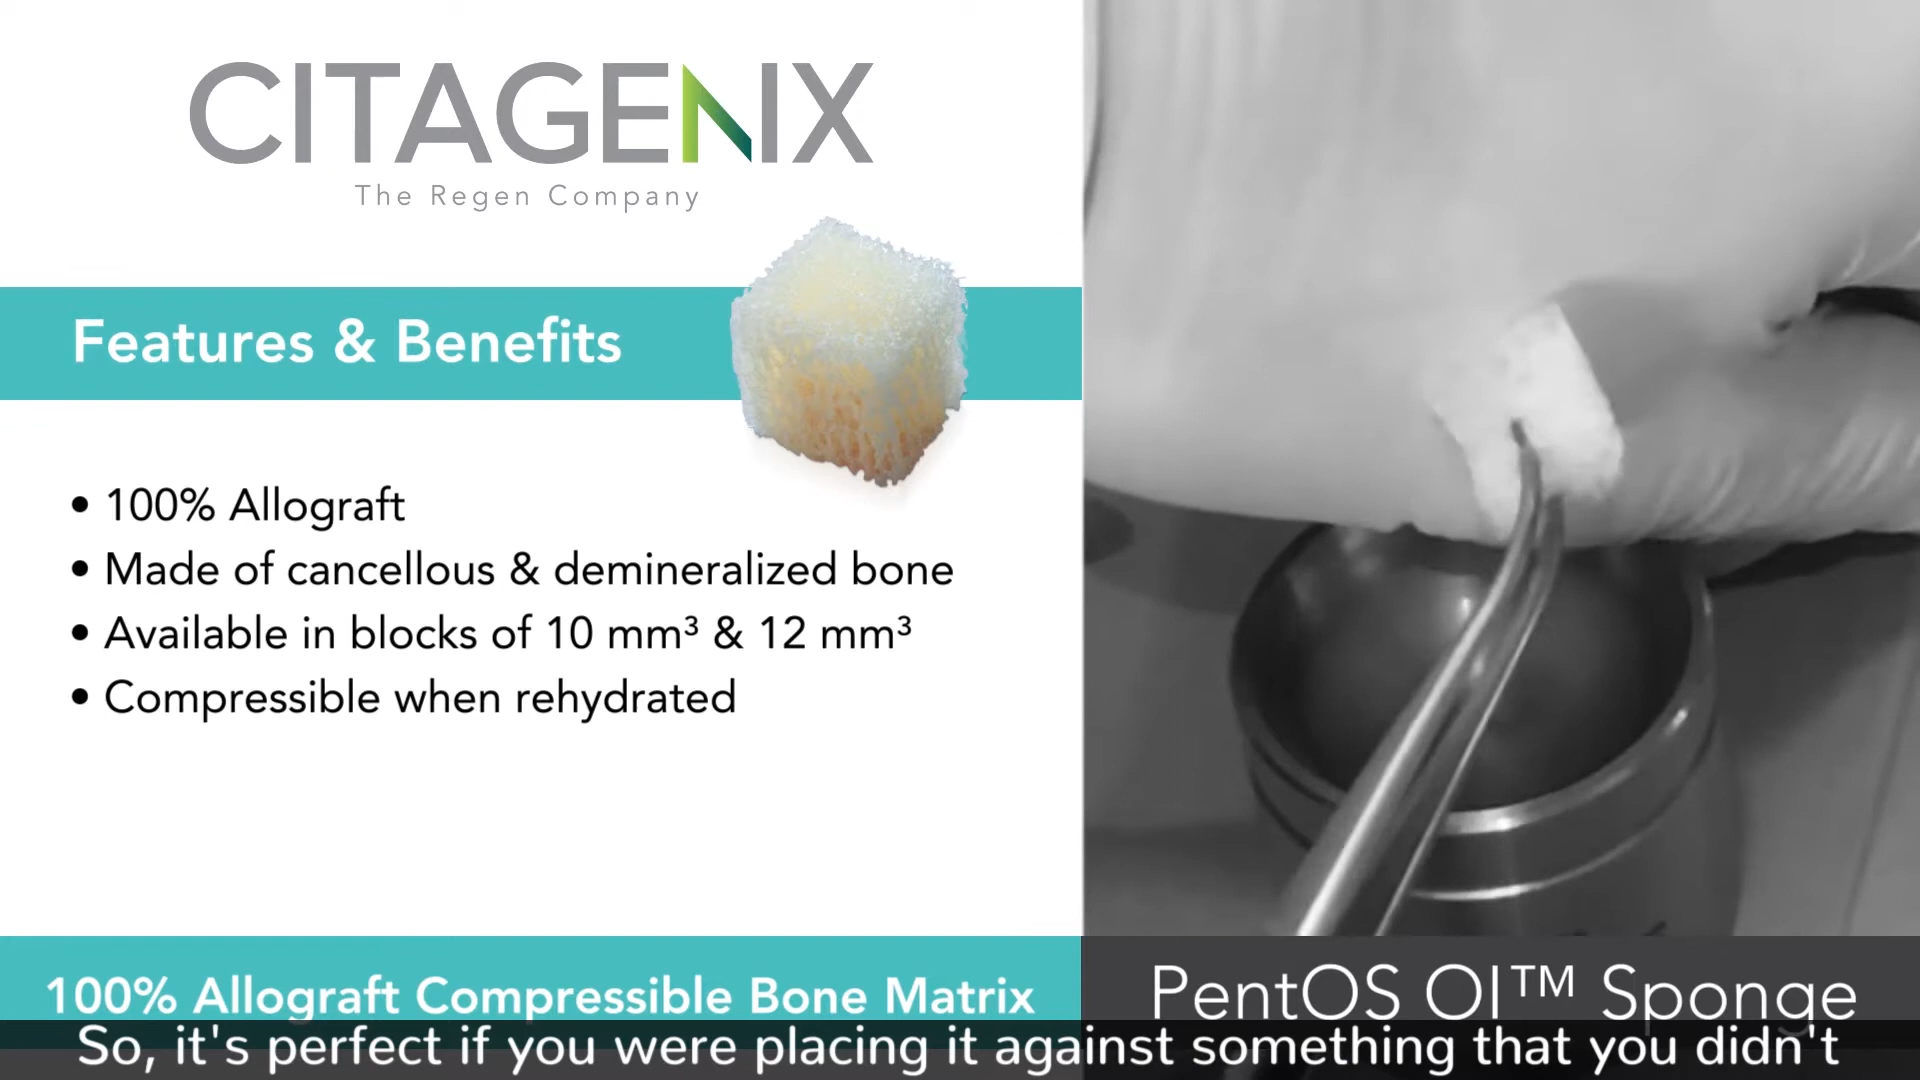 CITAGENIX
The Regen Company
Features & Benefits
• 100% Allograft
• Made of cancellous & demineralized bone
• Available in blocks of 10 mm³ & 12 mm³
• Compressible when rehydrated
100% Allograft Compressible Bone Matrix
PentOS OI™ Sponge
So, it's perfect if you were placing it against something that you didn't